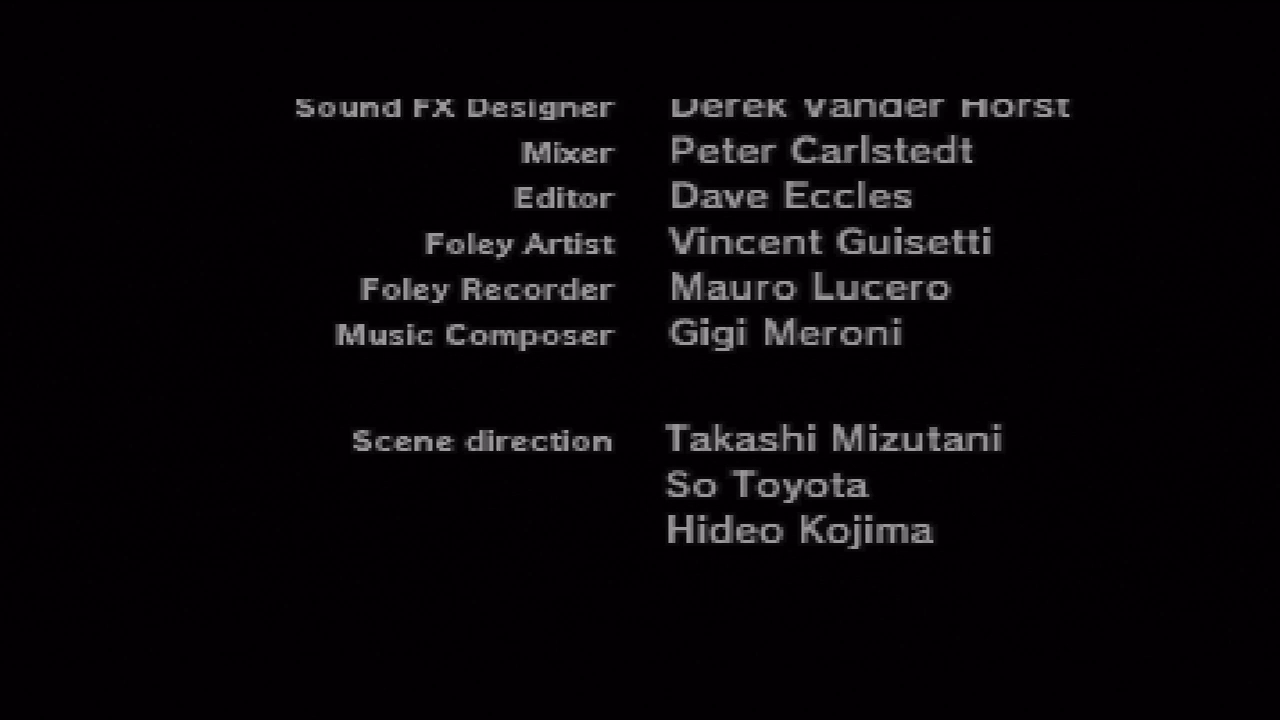 Sound FX Designer Derek Vander Horst
Mixer Peter Carlstedt
Editor Dave Eccles
Foley Artist Vincent Guisetti
Foley Recorder Mauro Lucero
Music Composer Gigi Meroni
Scene direction Takashi Mizutani
So Toyota
Hideo Kojima